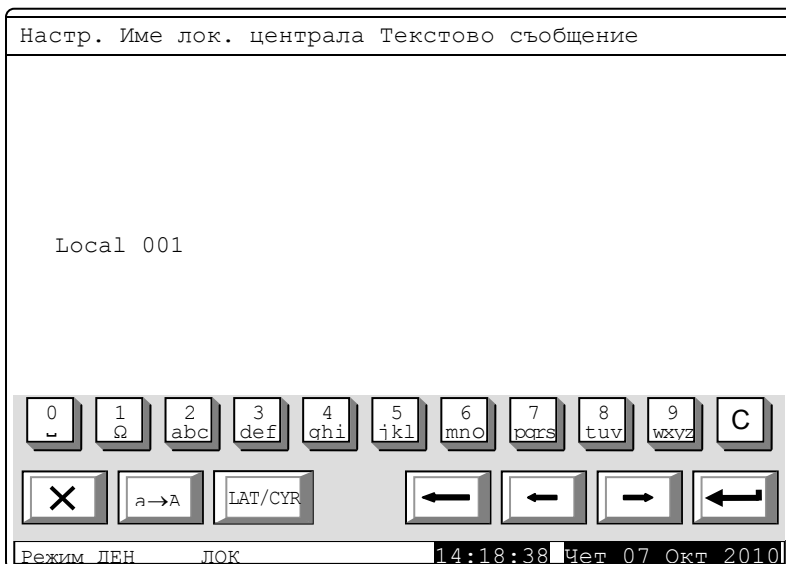 Настр. Име лок. централа Текстово съобщение
Local 001
0 1 2 3 4 5 6 7 8 9 C
␣ Ω abc def ghi jkl mno pqrs tuv wxyz
a→A LAT/CYR
Режим ДЕН ЛОК 14:18:38 Чет 07 Окт 2010